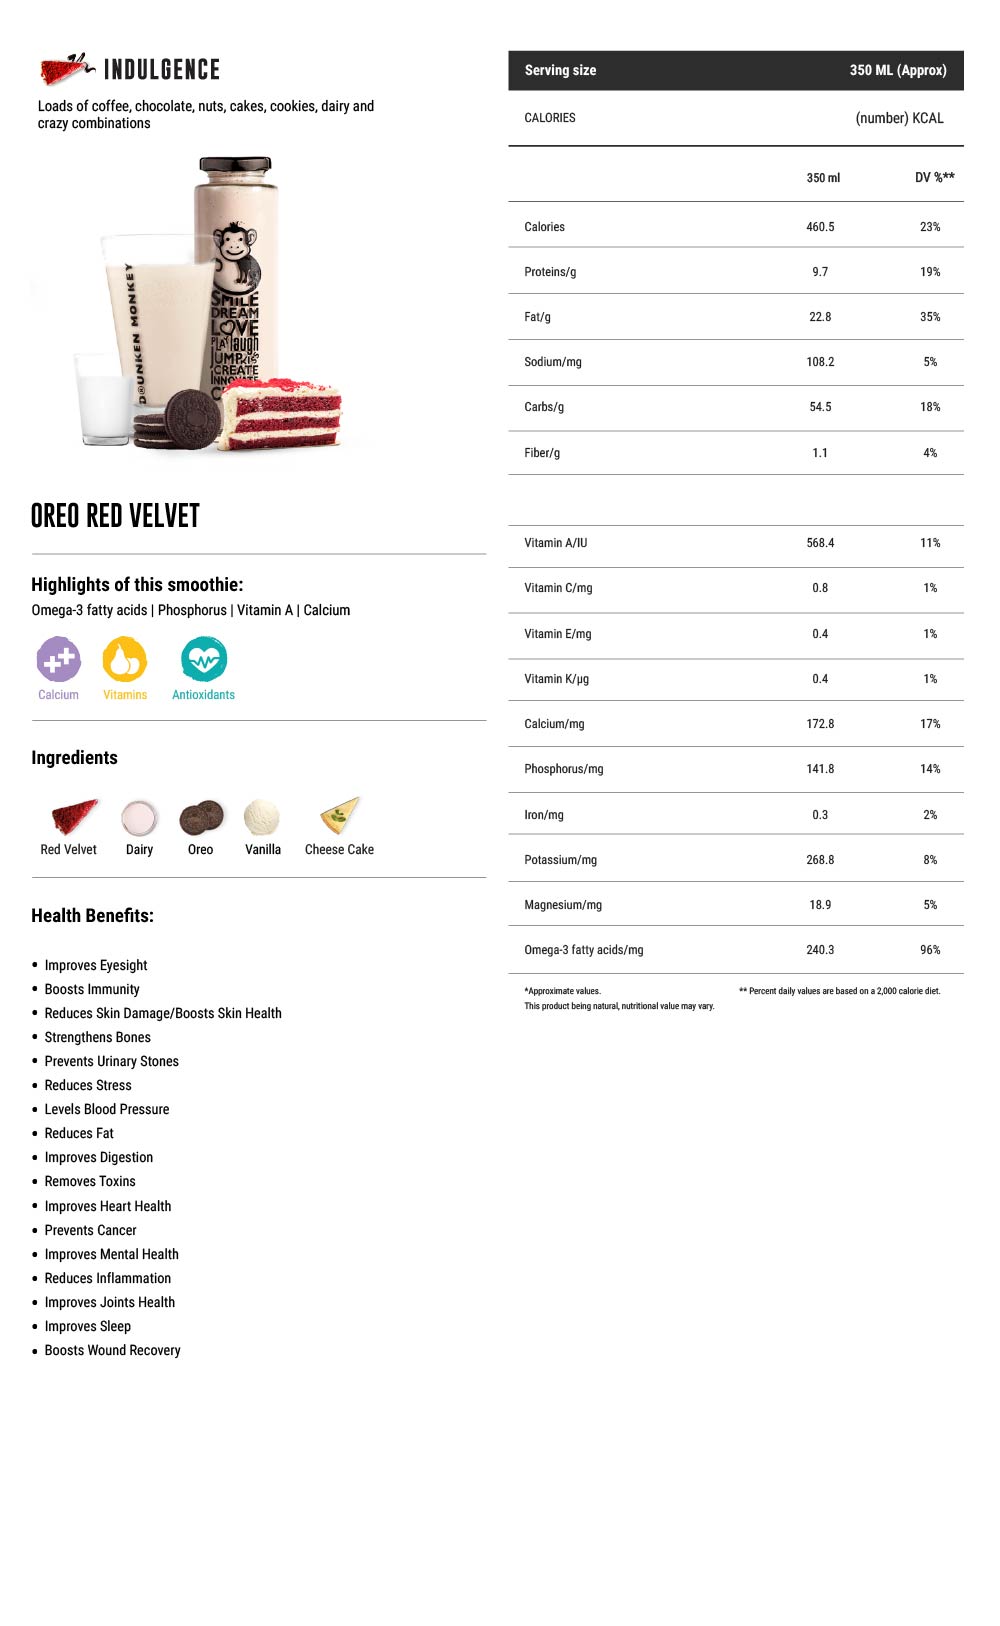 INDULGENCE
Loads of coffee, chocolate, nuts, cakes, cookies, dairy and
crazy combinations
DRUNKEN MONKEY
SMILE
DREAM
LOVE
PLAY laugh
JUMP KISS
CREATE
INNOVATE
OREO RED VELVET
Highlights of this smoothie:
Omega-3 fatty acids | Phosphorus | Vitamin A | Calcium
Calcium Vitamins Antioxidants
Ingredients
Red Velvet Dairy Oreo Vanilla Cheese Cake
Health Benefits:
• Improves Eyesight
• Boosts Immunity
• Reduces Skin Damage/Boosts Skin Health
• Strengthens Bones
• Prevents Urinary Stones
• Reduces Stress
• Levels Blood Pressure
• Reduces Fat
• Improves Digestion
• Removes Toxins
• Improves Heart Health
• Prevents Cancer
• Improves Mental Health
• Reduces Inflammation
• Improves Joints Health
• Improves Sleep
• Boosts Wound Recovery
Serving size 350 ML (Approx)
CALORIES (number) KCAL
350 ml DV %**
Calories 460.5 23%
Proteins/g 9.7 19%
Fat/g 22.8 35%
Sodium/mg 108.2 5%
Carbs/g 54.5 18%
Fiber/g 1.1 4%
Vitamin A/IU 568.4 11%
Vitamin C/mg 0.8 1%
Vitamin E/mg 0.4 1%
Vitamin K/µg 0.4 1%
Calcium/mg 172.8 17%
Phosphorus/mg 141.8 14%
Iron/mg 0.3 2%
Potassium/mg 268.8 8%
Magnesium/mg 18.9 5%
Omega-3 fatty acids/mg 240.3 96%
*Approximate values. ** Percent daily values are based on a 2,000 calorie diet.
This product being natural, nutritional value may vary.